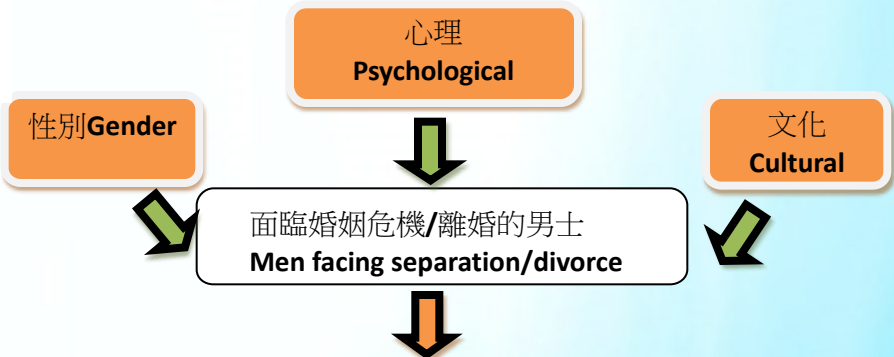 心理
Psychological
性別Gender
文化
Cultural
面臨婚姻危機/離婚的男士
Men facing separation/divorce